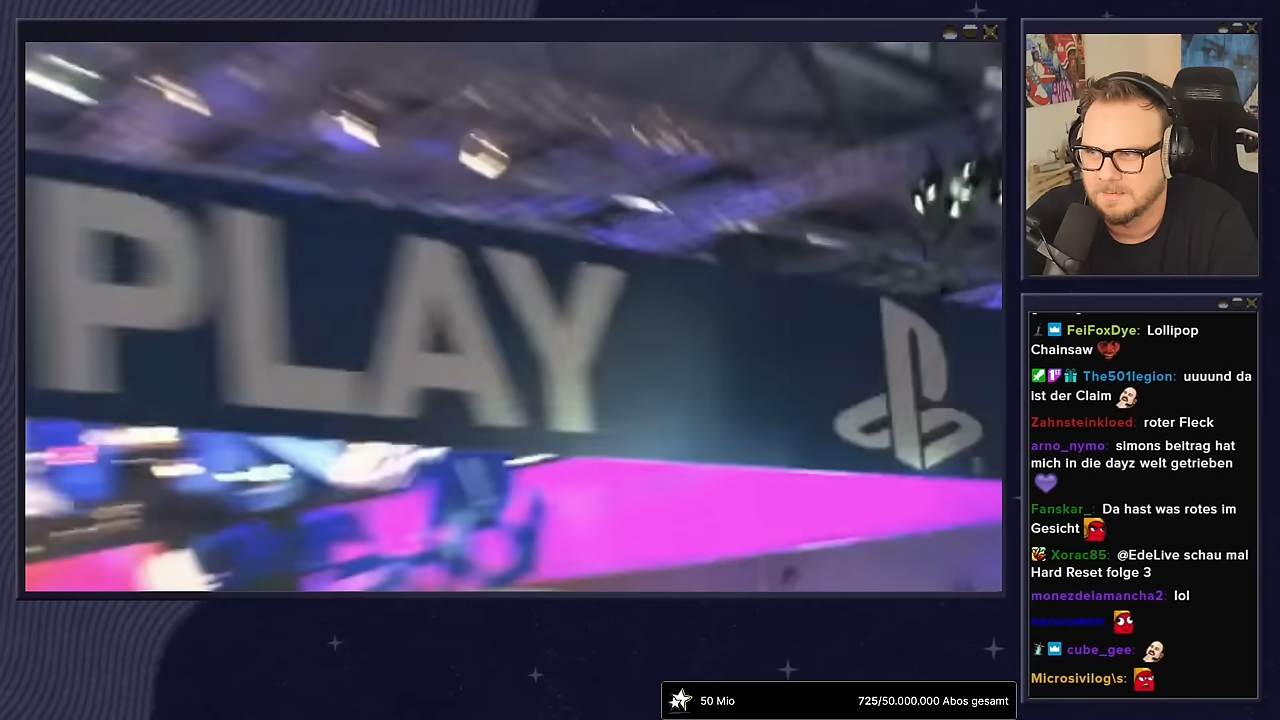 PLAY
FeiFoxDye: Lollipop
Chainsaw
The501legion: uuuund da
ist der Claim
Zahnsteinkloed: roter Fleck
arno_nymo: simons beitrag hat
mich in die dayz welt getrieben
Fanskar_: Da hast was rotes im
Gesicht
Xorac85: @EdeLive schau mal
Hard Reset folge 3
monezdelamancha2: lol
cube_gee:
Microsivilog\s:
50 Mio
725/50.000.000 Abos gesamt